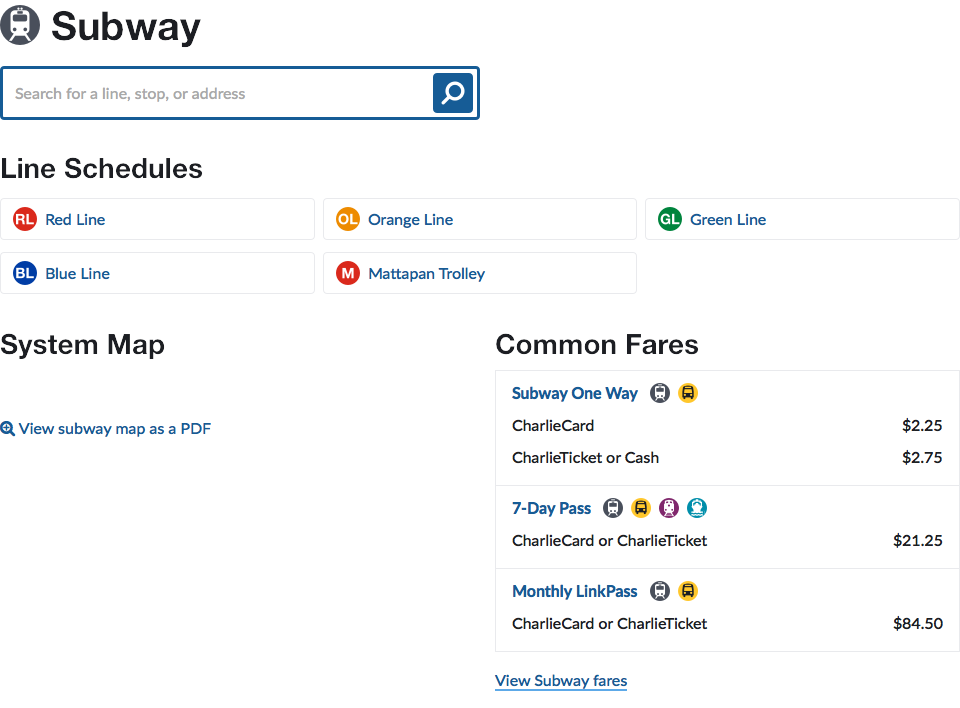 Subway
Search for a line, stop, or address
Line Schedules
RL Red Line
OL Orange Line
GL Green Line
BL Blue Line
M Mattapan Trolley
System Map
View subway map as a PDF
Common Fares
Subway One Way
CharlieCard $2.25
CharlieTicket or Cash $2.75
7-Day Pass
CharlieCard or CharlieTicket $21.25
Monthly LinkPass
CharlieCard or CharlieTicket $84.50
View Subway fares